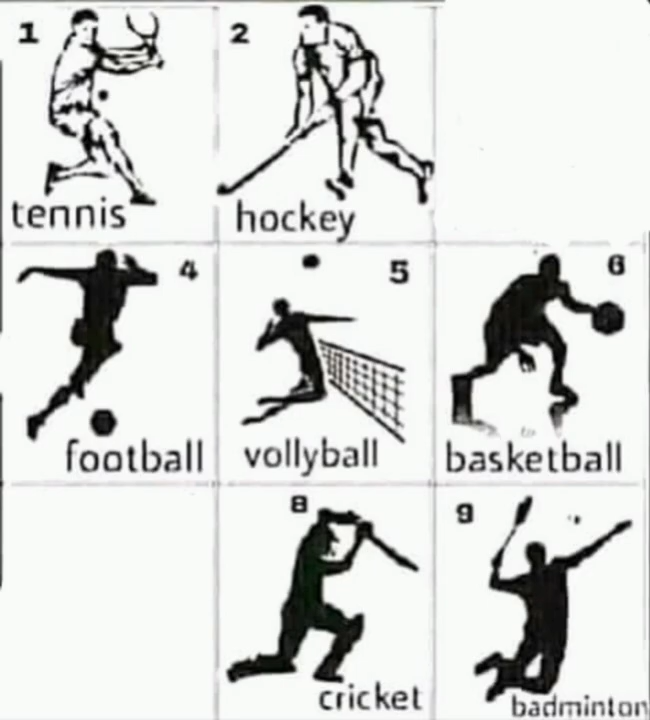 1
2
tennis
hockey
4
5
6
football
vollyball
basketball
8
9
cricket
badminton